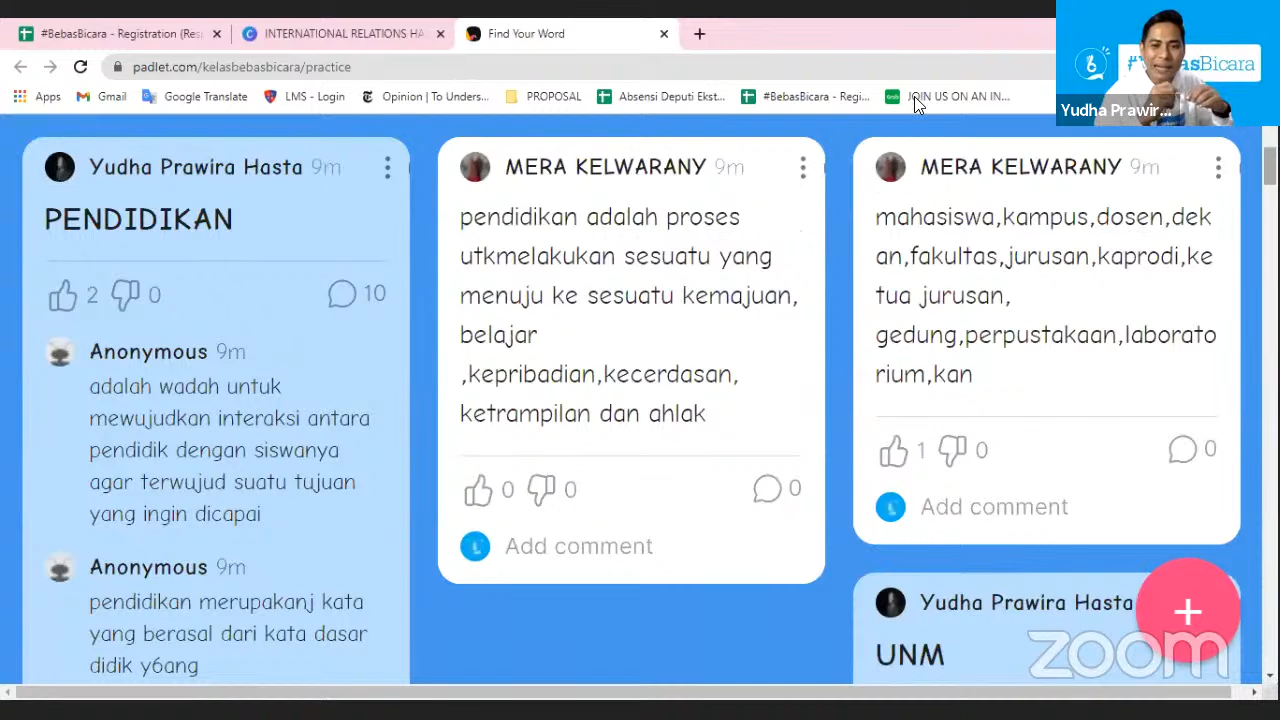 #BebasBicara - Registration (Res
INTERNATIONAL RELATIONS HA
Find Your Word
padlet.com/kelasbebasbicara/practice
Apps
Gmail
Google Translate
LMS - Login
Opinion | To Unders...
PROPOSAL
Absensi Deputi Ekst...
#BebasBicara - Regi...
JOIN US ON AN IN...
asBicara
Yudha Prawir...
Yudha Prawira Hasta 9m
PENDIDIKAN
2 0 10
Anonymous 9m
adalah wadah untuk
mewujudkan interaksi antara
pendidik dengan siswanya
agar terwujud suatu tujuan
yang ingin dicapai
Anonymous 9m
pendidikan merupakanj kata
yang berasal dari kata dasar
didik y6ang
MERA KELWARANY 9m
pendidikan adalah proses
utkmelakukan sesuatu yang
menuju ke sesuatu kemajuan,
belajar
,kepribadian,kecerdasan,
ketrampilan dan ahlak
0 0 0
Add comment
MERA KELWARANY 9m
mahasiswa,kampus,dosen,dek
an,fakultas,jurusan,kaprodi,ke
tua jurusan,
gedung,perpustakaan,laborato
rium,kan
1 0 0
Add comment
Yudha Prawira Hasta
UNM
zoom